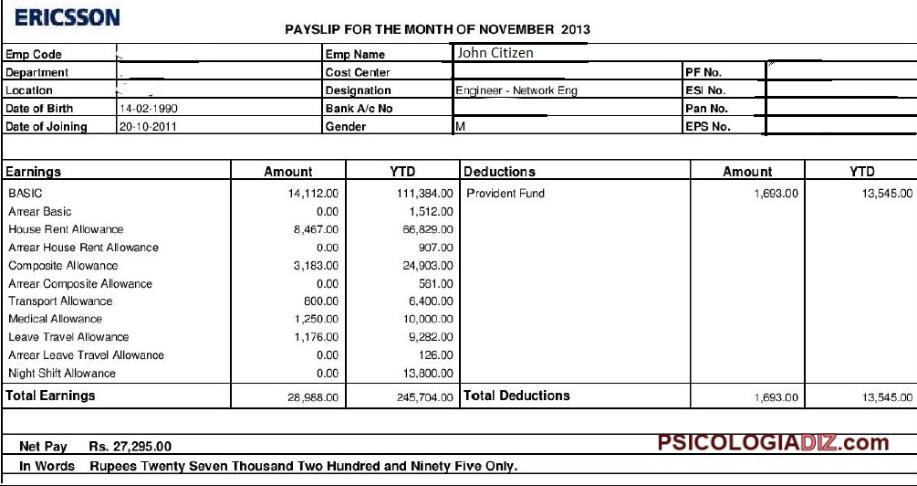 ERICSSON
PAYSLIP FOR THE MONTH OF NOVEMBER 2013
Emp Code Emp Name John Citizen
Department Cost Center PF No.
Location Designation Engineer - Network Eng ESI No.
Date of Birth 14-02-1990 Bank A/c No Pan No.
Date of Joining 20-10-2011 Gender M EPS No.
Earnings Amount YTD Deductions Amount YTD
BASIC 14,112.00 111,384.00 Provident Fund 1,693.00 13,545.00
Arrear Basic 0.00 1,512.00
House Rent Allowance 8,467.00 66,829.00
Arrear House Rent Allowance 0.00 907.00
Composite Allowance 3,183.00 24,903.00
Arrear Composite Allowance 0.00 561.00
Transport Allowance 800.00 6,400.00
Medical Allowance 1,250.00 10,000.00
Leave Travel Allowance 1,176.00 9,282.00
Arrear Leave Travel Allowance 0.00 126.00
Night Shift Allowance 0.00 13,800.00
Total Earnings 28,988.00 245,704.00 Total Deductions 1,693.00 13,545.00
Net Pay Rs. 27,295.00
PSICOLOGIADIZ.com
In Words Rupees Twenty Seven Thousand Two Hundred and Ninety Five Only.